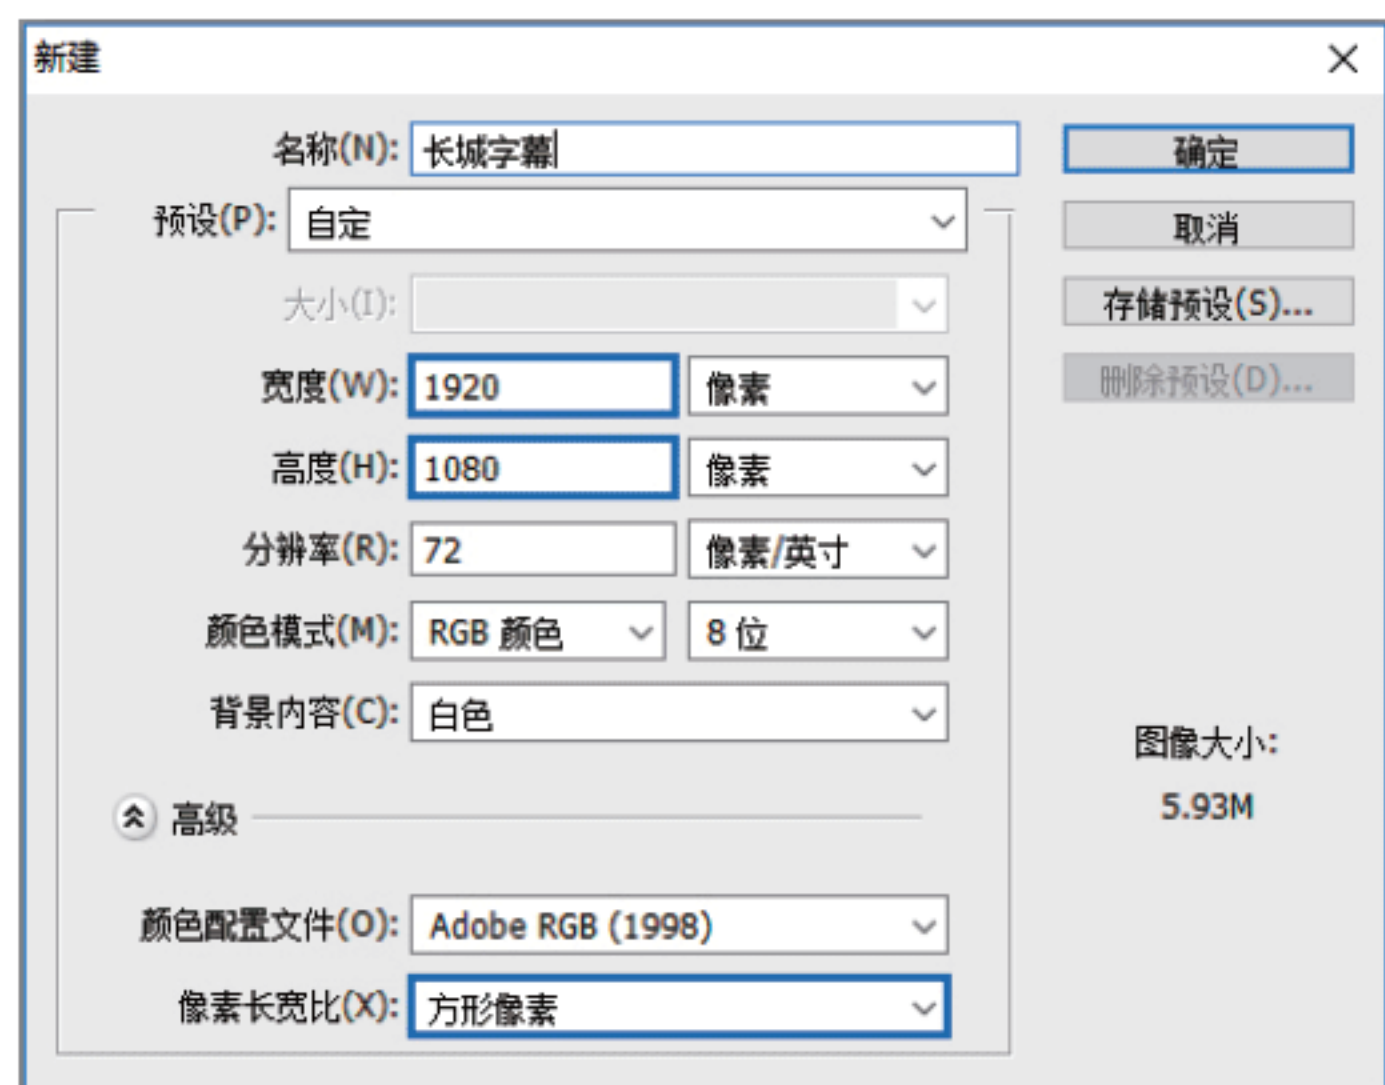 新建
名称(N): 长城字幕 确定
预设(P): 自定 取消
大小(I): 存储预设(S)...
宽度(W): 1920 像素 删除预设(D)...
高度(H): 1080 像素
分辨率(R): 72 像素/英寸
颜色模式(M): RGB 颜色 8 位
背景内容(C): 白色 图像大小:
高级 5.93M
颜色配置文件(O): Adobe RGB (1998)
像素长宽比(X): 方形像素